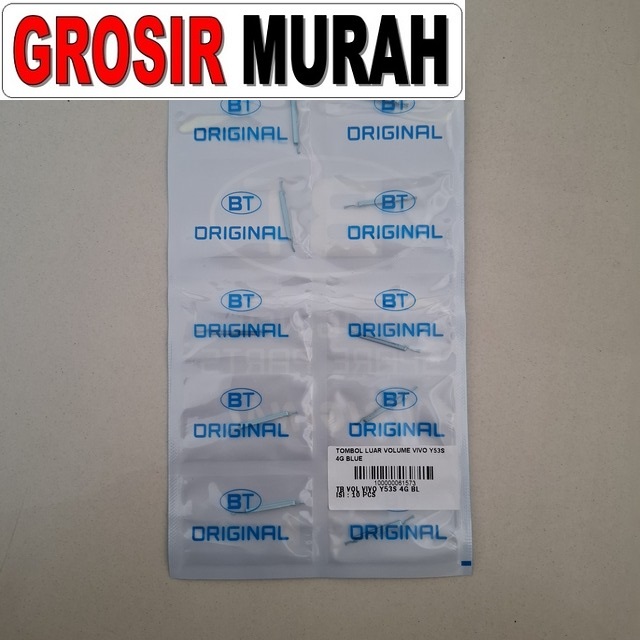 GROSIR MURAH
BT BT
ORIGINAL ORIGINAL
BT BT
ORIGINAL ORIGINAL
BT BT
ORIGINAL ORIGINAL
BT BT
ORIGINAL ORIGINAL
TOMBOL LUAR VOLUME VIVO Y53S
4G BLUE
100000061573
TB VOL VIVO Y53S 4G BL
ISI : 10 PCS
BT
ORIGINAL ORIGINAL